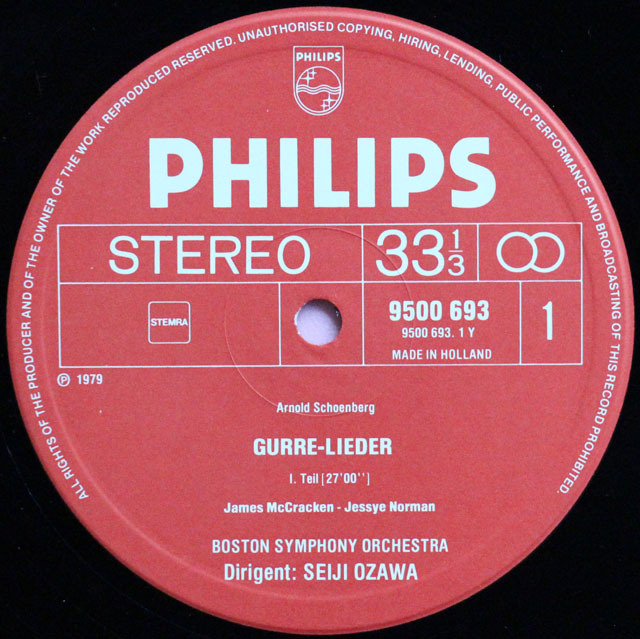 ALL RIGHTS OF THE PRODUCER AND OF THE OWNER OF THE WORK REPRODUCED RESERVED. UNAUTHORISED COPYING, HIRING, LENDING, PUBLIC PERFORMANCE AND BROADCASTING OF THIS RECORD PROHIBITED.
PHILIPS
PHILIPS
STEREO
33 1/3
STEMRA
9500 693
9500 693. 1 Y
MADE IN HOLLAND
1
℗ 1979
Arnold Schoenberg
GURRE-LIEDER
I. Teil [27'00'']
James McCracken - Jessye Norman
BOSTON SYMPHONY ORCHESTRA
Dirigent: SEIJI OZAWA